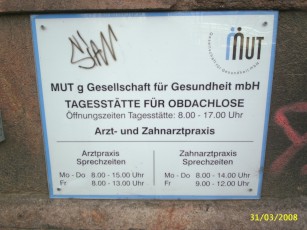 MUT
MUT g Gesellschaft für Gesundheit mbH
TAGESSTÄTTE FÜR OBDACHLOSE
Öffnungszeiten Tagesstätte: 8.00 - 17.00 Uhr
Arzt- und Zahnarztpraxis
Arztpraxis
Sprechzeiten
Mo - Do 8.00 - 15.00 Uhr
Fr 8.00 - 13.00 Uhr
Zahnarztpraxis
Sprechzeiten
Mo - Do 8.00 - 14.00 Uhr
Fr 9.00 - 12.00 Uhr
31/03/2008